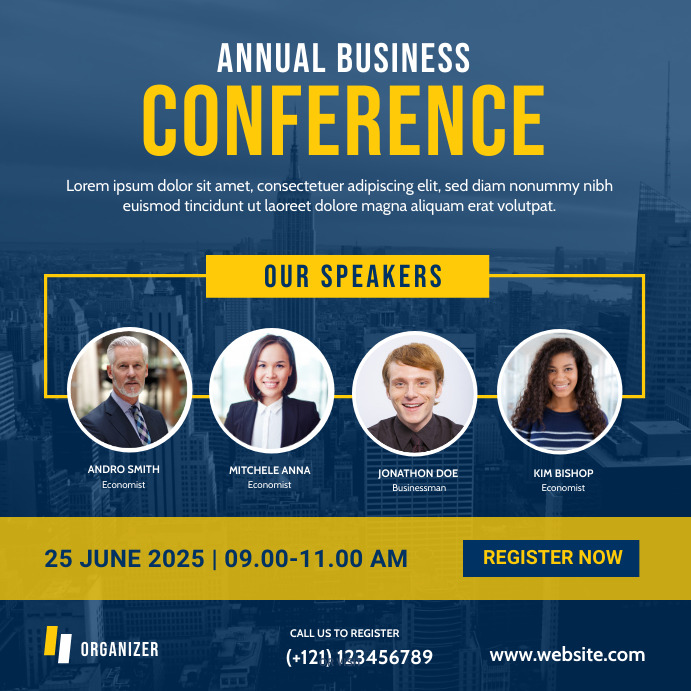 ANNUAL BUSINESS
CONFERENCE
Lorem ipsum dolor sit amet, consectetuer adipiscing elit, sed diam nonummy nibh
euismod tincidunt ut laoreet dolore magna aliquam erat volutpat.
OUR SPEAKERS
ANDRO SMITH
Economist
MITCHELE ANNA
Economist
JONATHON DOE
Businessman
KIM BISHOP
Economist
25 JUNE 2025 | 09.00-11.00 AM
REGISTER NOW
ORGANIZER
CALL US TO REGISTER
(+121) 123456789
www.website.com